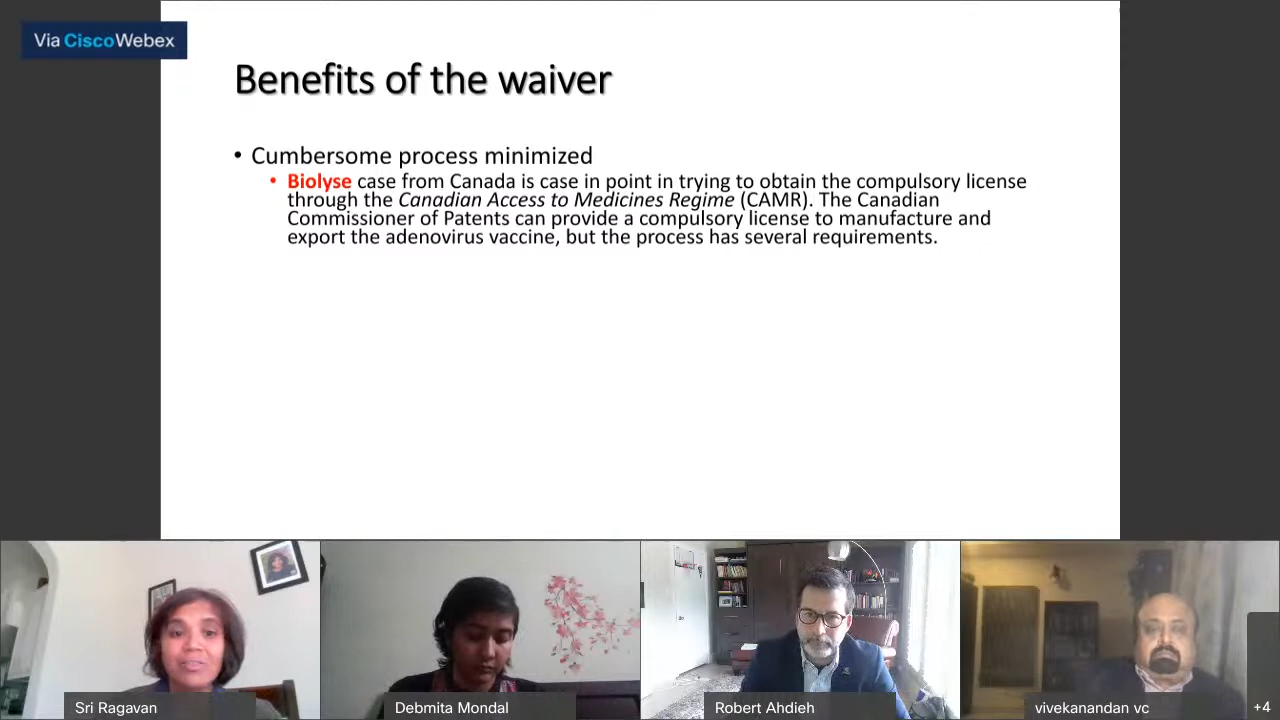 Via CiscoWebex
Benefits of the waiver
• Cumbersome process minimized
• Biolyse case from Canada is case in point in trying to obtain the compulsory license
through the Canadian Access to Medicines Regime (CAMR). The Canadian
Commissioner of Patents can provide a compulsory license to manufacture and
export the adenovirus vaccine, but the process has several requirements.
Sri Ragavan
Debmita Mondal
Robert Ahdieh
vivekanandan vc
+4